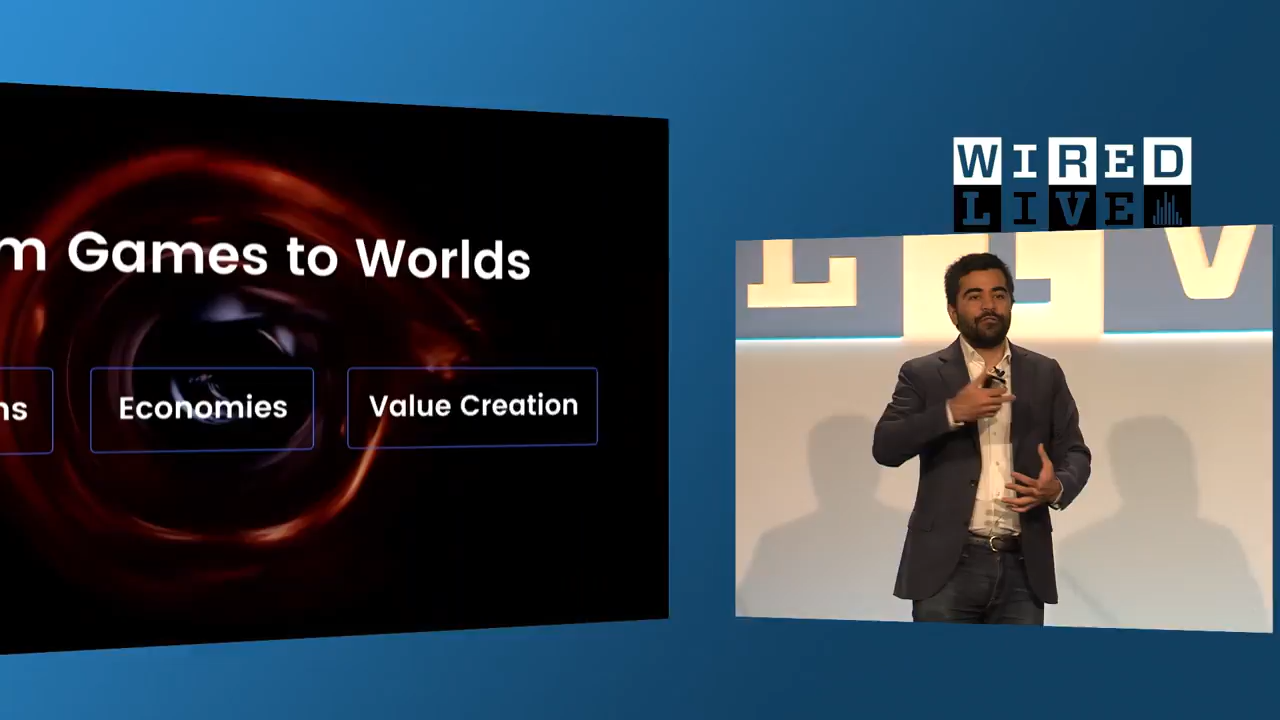 m Games to Worlds
ns
Economies
Value Creation
WIRED
LIVE
L I V